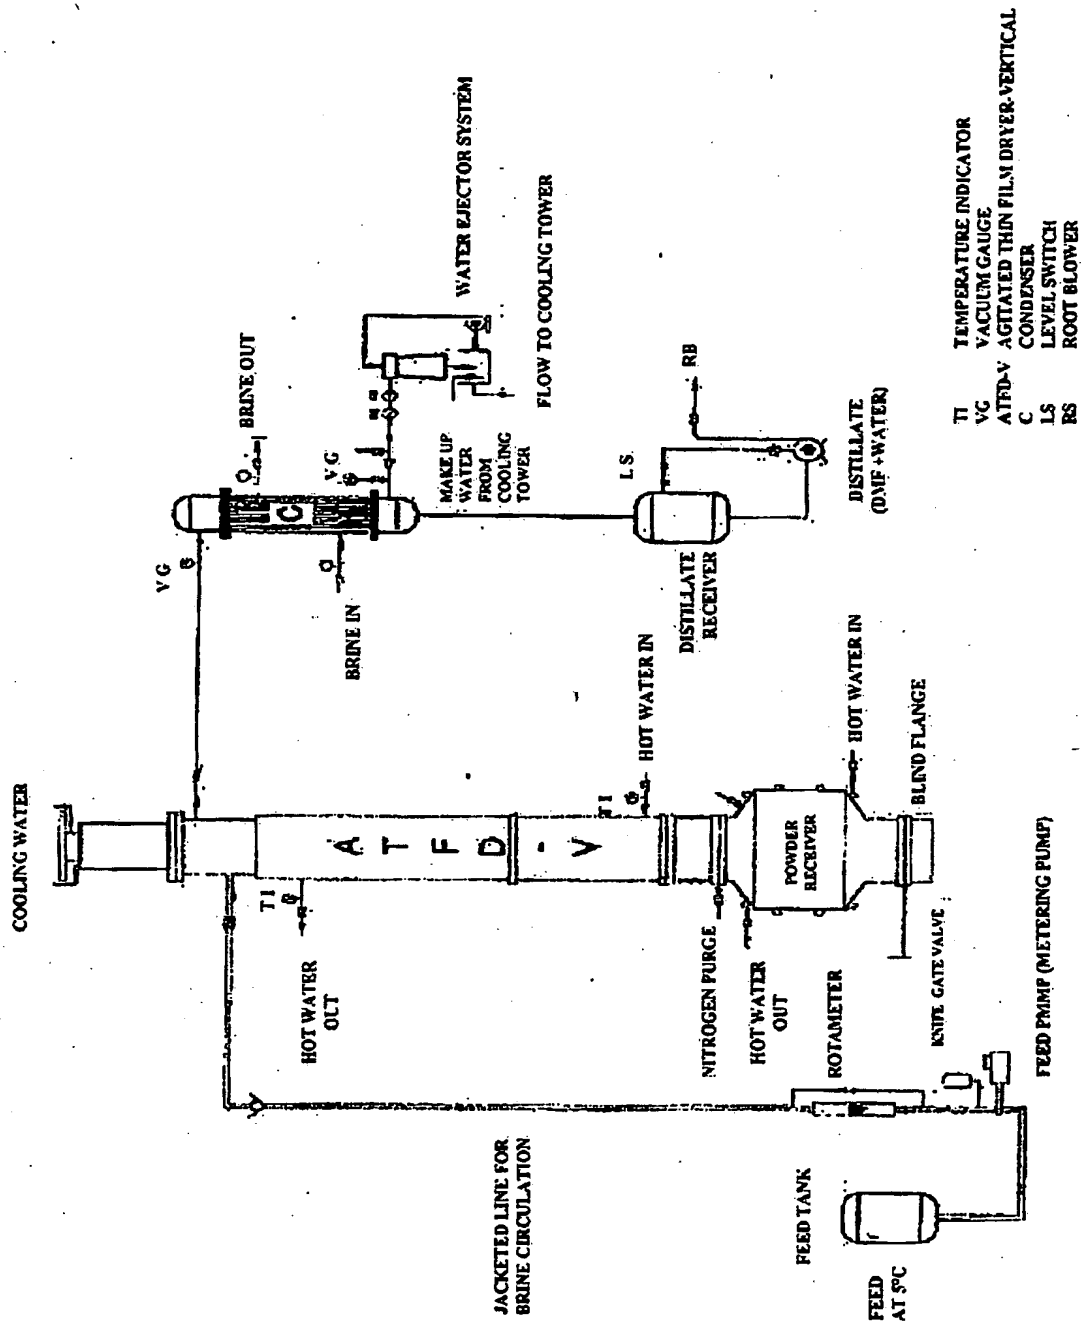 COOLING WATER
VG
BRINE OUT
C
BRINE IN
VG
WATER EJECTOR SYSTEM
MAKE UP
WATER
FROM
COOLING
TOWER
FLOW TO COOLING TOWER
TI
HOT WATER
OUT
ATFD-V
JACKETED LINE FOR
BRINE CIRCULATION
TI
HOT WATER IN
L.S.
DISTILLATE
RECEIVER
RB
NITROGEN PURGE
HOT WATER
OUT
POWDER
RECEIVER
HOT WATER IN
DISTILLATE
(DMF+WATER)
ROTAMETER
FEED TANK
FEED
AT 5°C
KNIFE GATE VALVE
BLIND FLANGE
FEED PMMP (METERING PUMP)
TI TEMPERATURE INDICATOR
VG VACUUM GAUGE
ATFD-V AGITATED THIN FILM DRYER-VERTICAL
C CONDENSER
LS LEVEL SWITCH
RS ROOT BLOWER